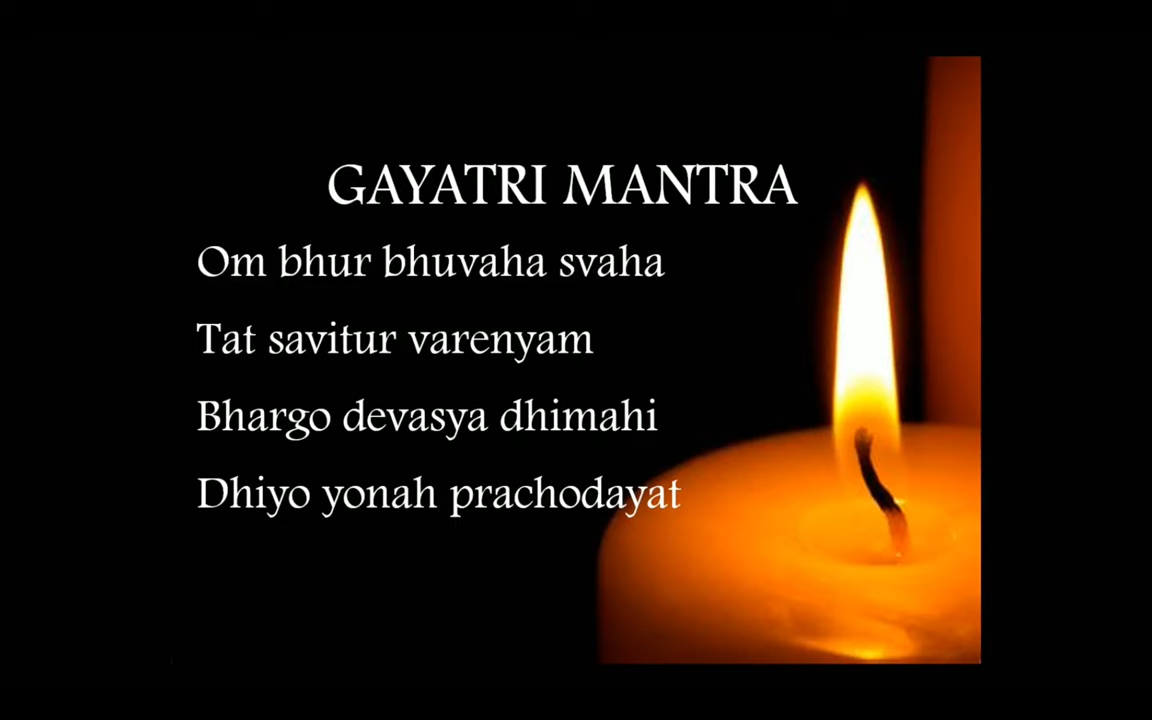 GAYATRI MANTRA
Om bhur bhuvaha svaha
Tat savitur varenyam
Bhargo devasya dhimahi
Dhiyo yonah prachodayat